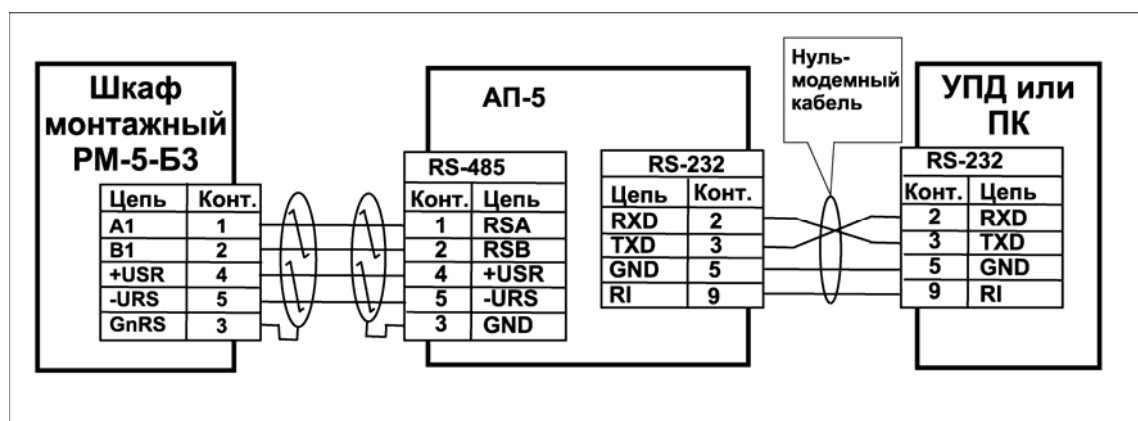 Шкаф
монтажный
РМ-5-Б3
Цепь Конт.
A1 1
B1 2
+USR 4
-URS 5
GnRS 3
АП-5
RS-485
Конт. Цепь
1 RSA
2 RSB
4 +USR
5 -URS
3 GND
RS-232
Цепь Конт.
RXD 2
TXD 3
GND 5
RI 9
Нуль-
модемный
кабель
УПД или
ПК
RS-232
Конт. Цепь
2 RXD
3 TXD
5 GND
9 RI